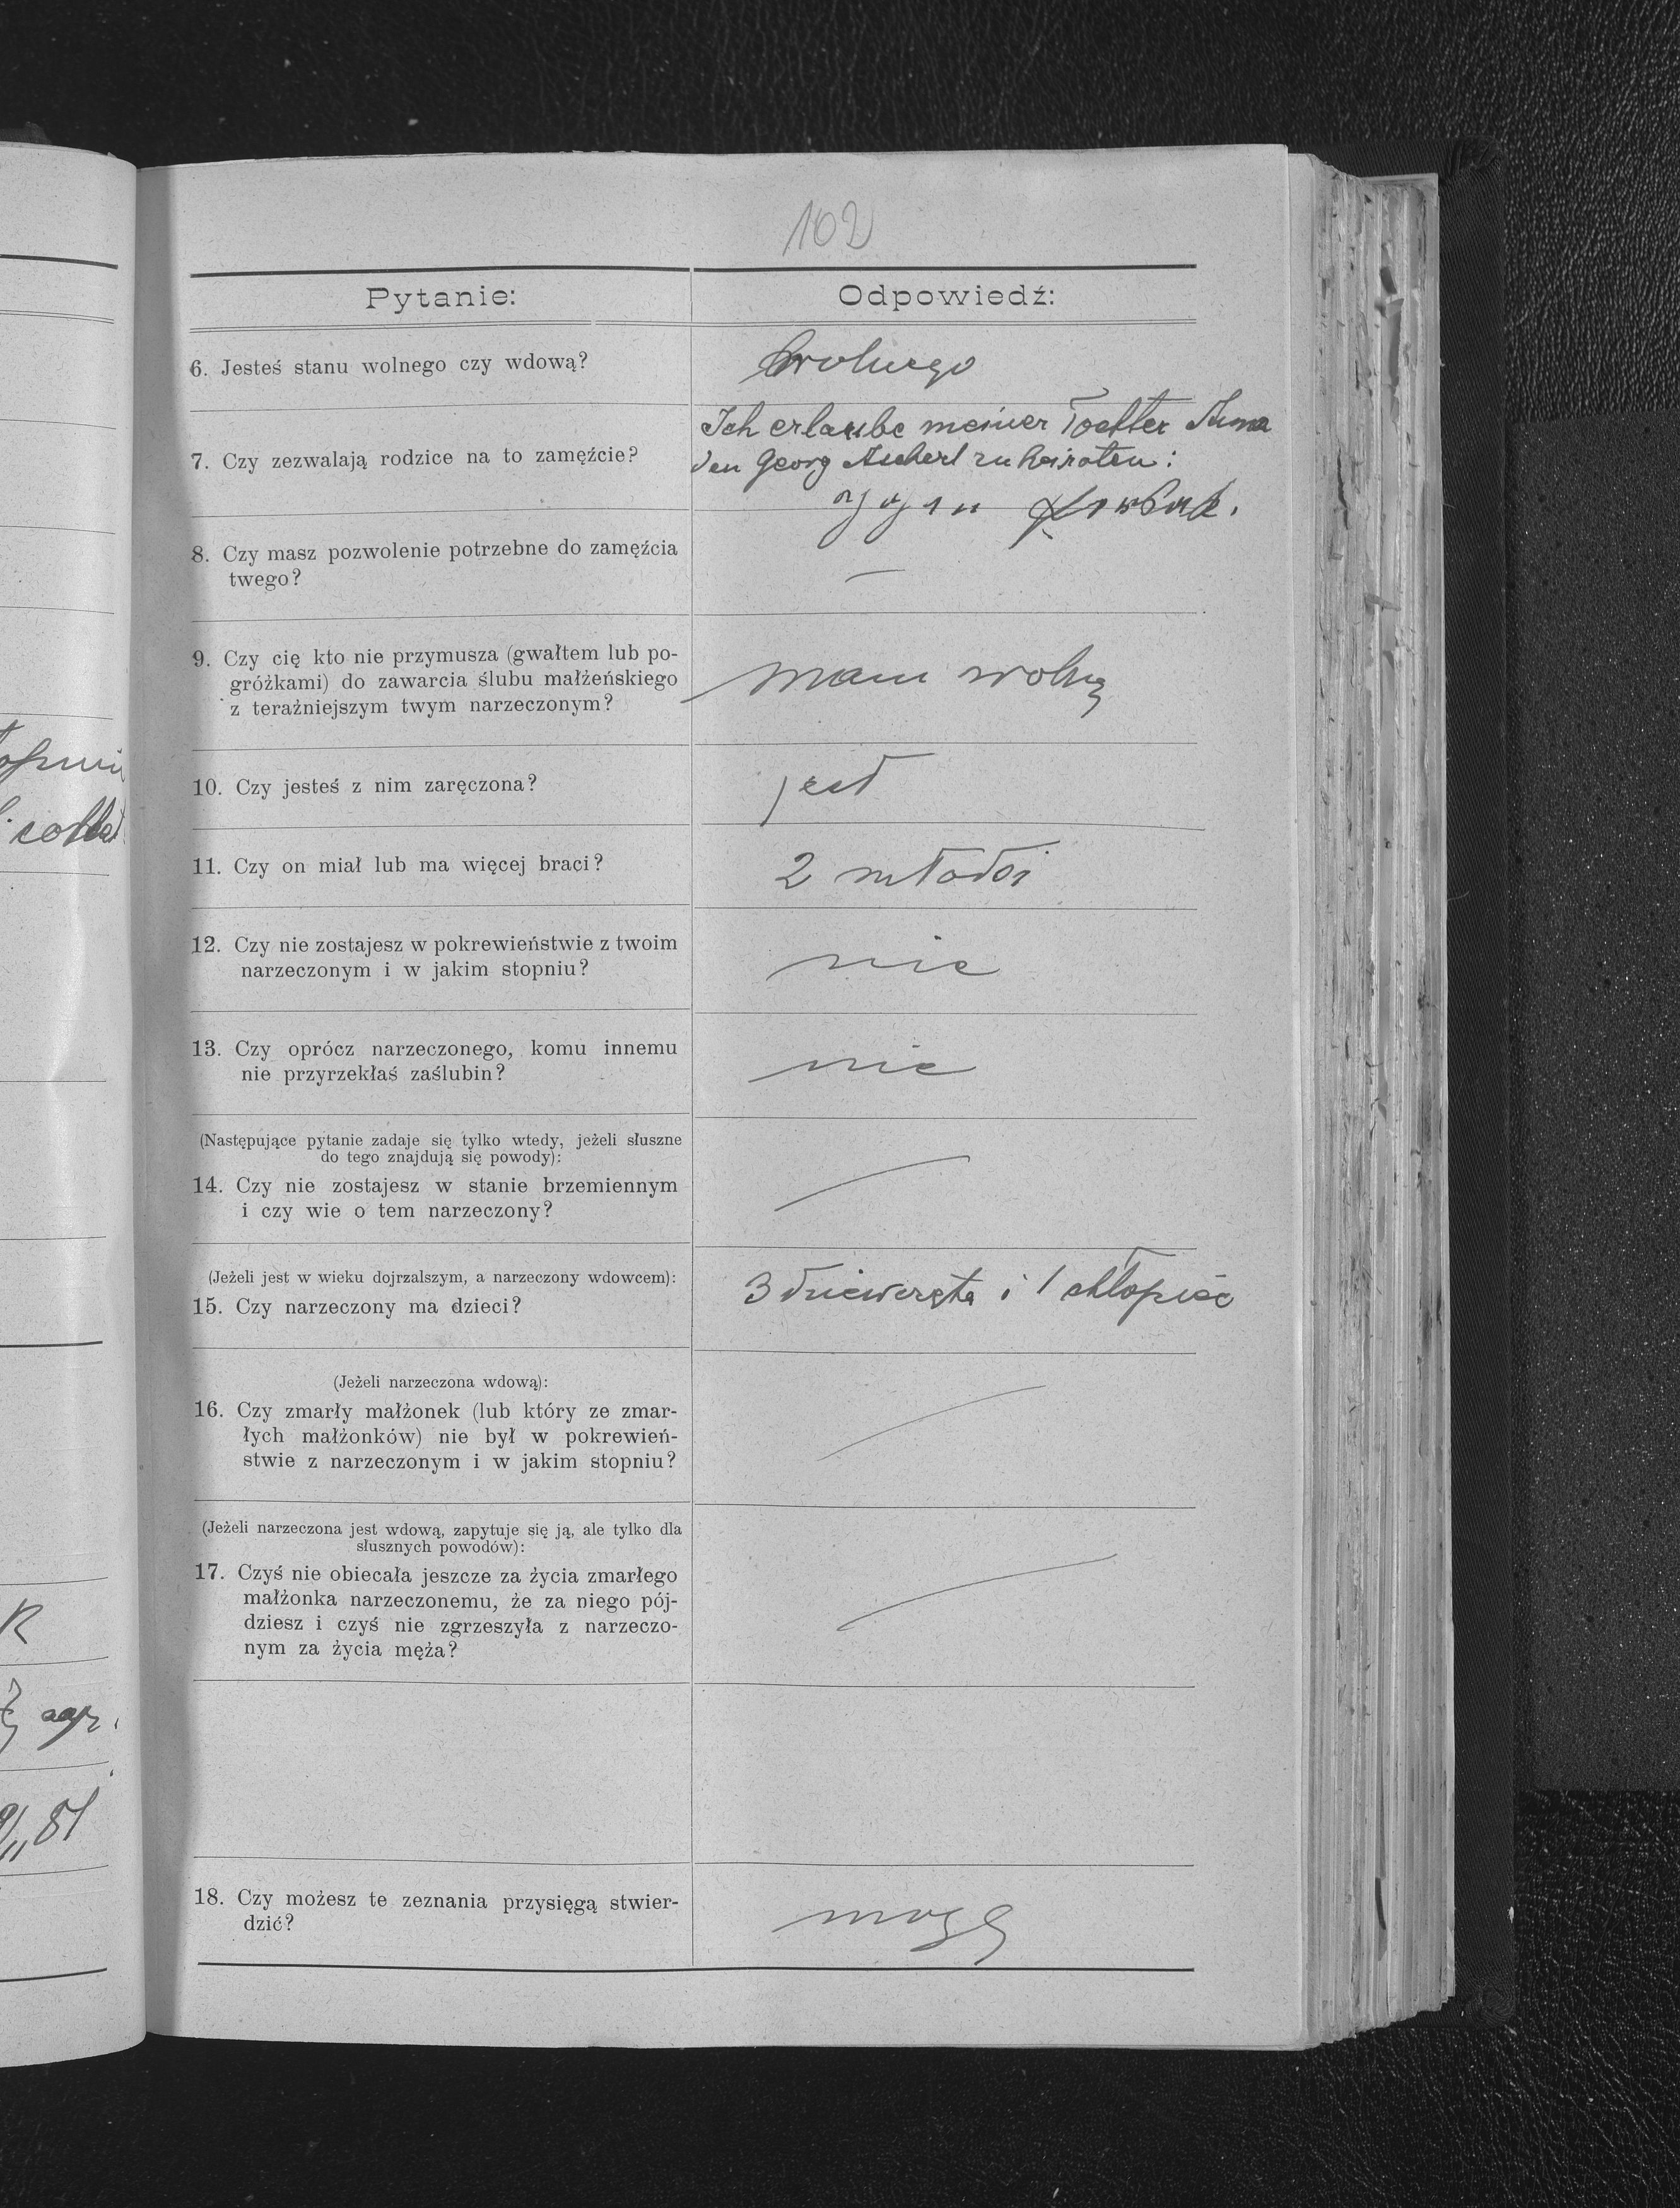 102
Pytanie:
Odpowiedź:
6. Jesteś stanu wolnego czy wdową?
wolnego
7. Czy zezwalają rodzice na to zamęźcie?
Ich erlaube meiner Tochter Anna
den Georg zu heiraten:
8. Czy masz pozwolenie potrzebne do zamęźcia
twego?
—
9. Czy cię kto nie przymusza (gwałtem lub po-
gróżkami) do zawarcia ślubu małżeńskiego
z teraźniejszym twym narzeczonym?
mam wolną
10. Czy jesteś z nim zaręczona?
jest
11. Czy on miał lub ma więcej braci?
2
12. Czy nie zostajesz w pokrewieństwie z twoim
narzeczonym i w jakim stopniu?
nie
13. Czy oprócz narzeczonego, komu innemu
nie przyrzekłaś zaślubin?
nie
(Następujące pytanie zadaje się tylko wtedy, jeżeli słuszne
do tego znajdują się powody):
14. Czy nie zostajesz w stanie brzemiennym
i czy wie o tem narzeczony?
(Jeżeli jest w wieku dojrzalszym, a narzeczony wdowcem):
15. Czy narzeczony ma dzieci?
3 dziewczęta i 1 chłopiec
(Jeżeli narzeczona wdową):
16. Czy zmarły małżonek (lub który ze zmar-
łych małżonków) nie był w pokrewień-
stwie z narzeczonym i w jakim stopniu?
(Jeżeli narzeczona jest wdową, zapytuje się ją, ale tylko dla
słusznych powodów):
17. Czyś nie obiecała jeszcze za życia zmarłego
małżonka narzeczonemu, że za niego pój-
dziesz i czyś nie zgrzeszyła z narzeczo-
nym za życia męża?
18. Czy możesz te zeznania przysięgą stwier-
dzić?
mogę